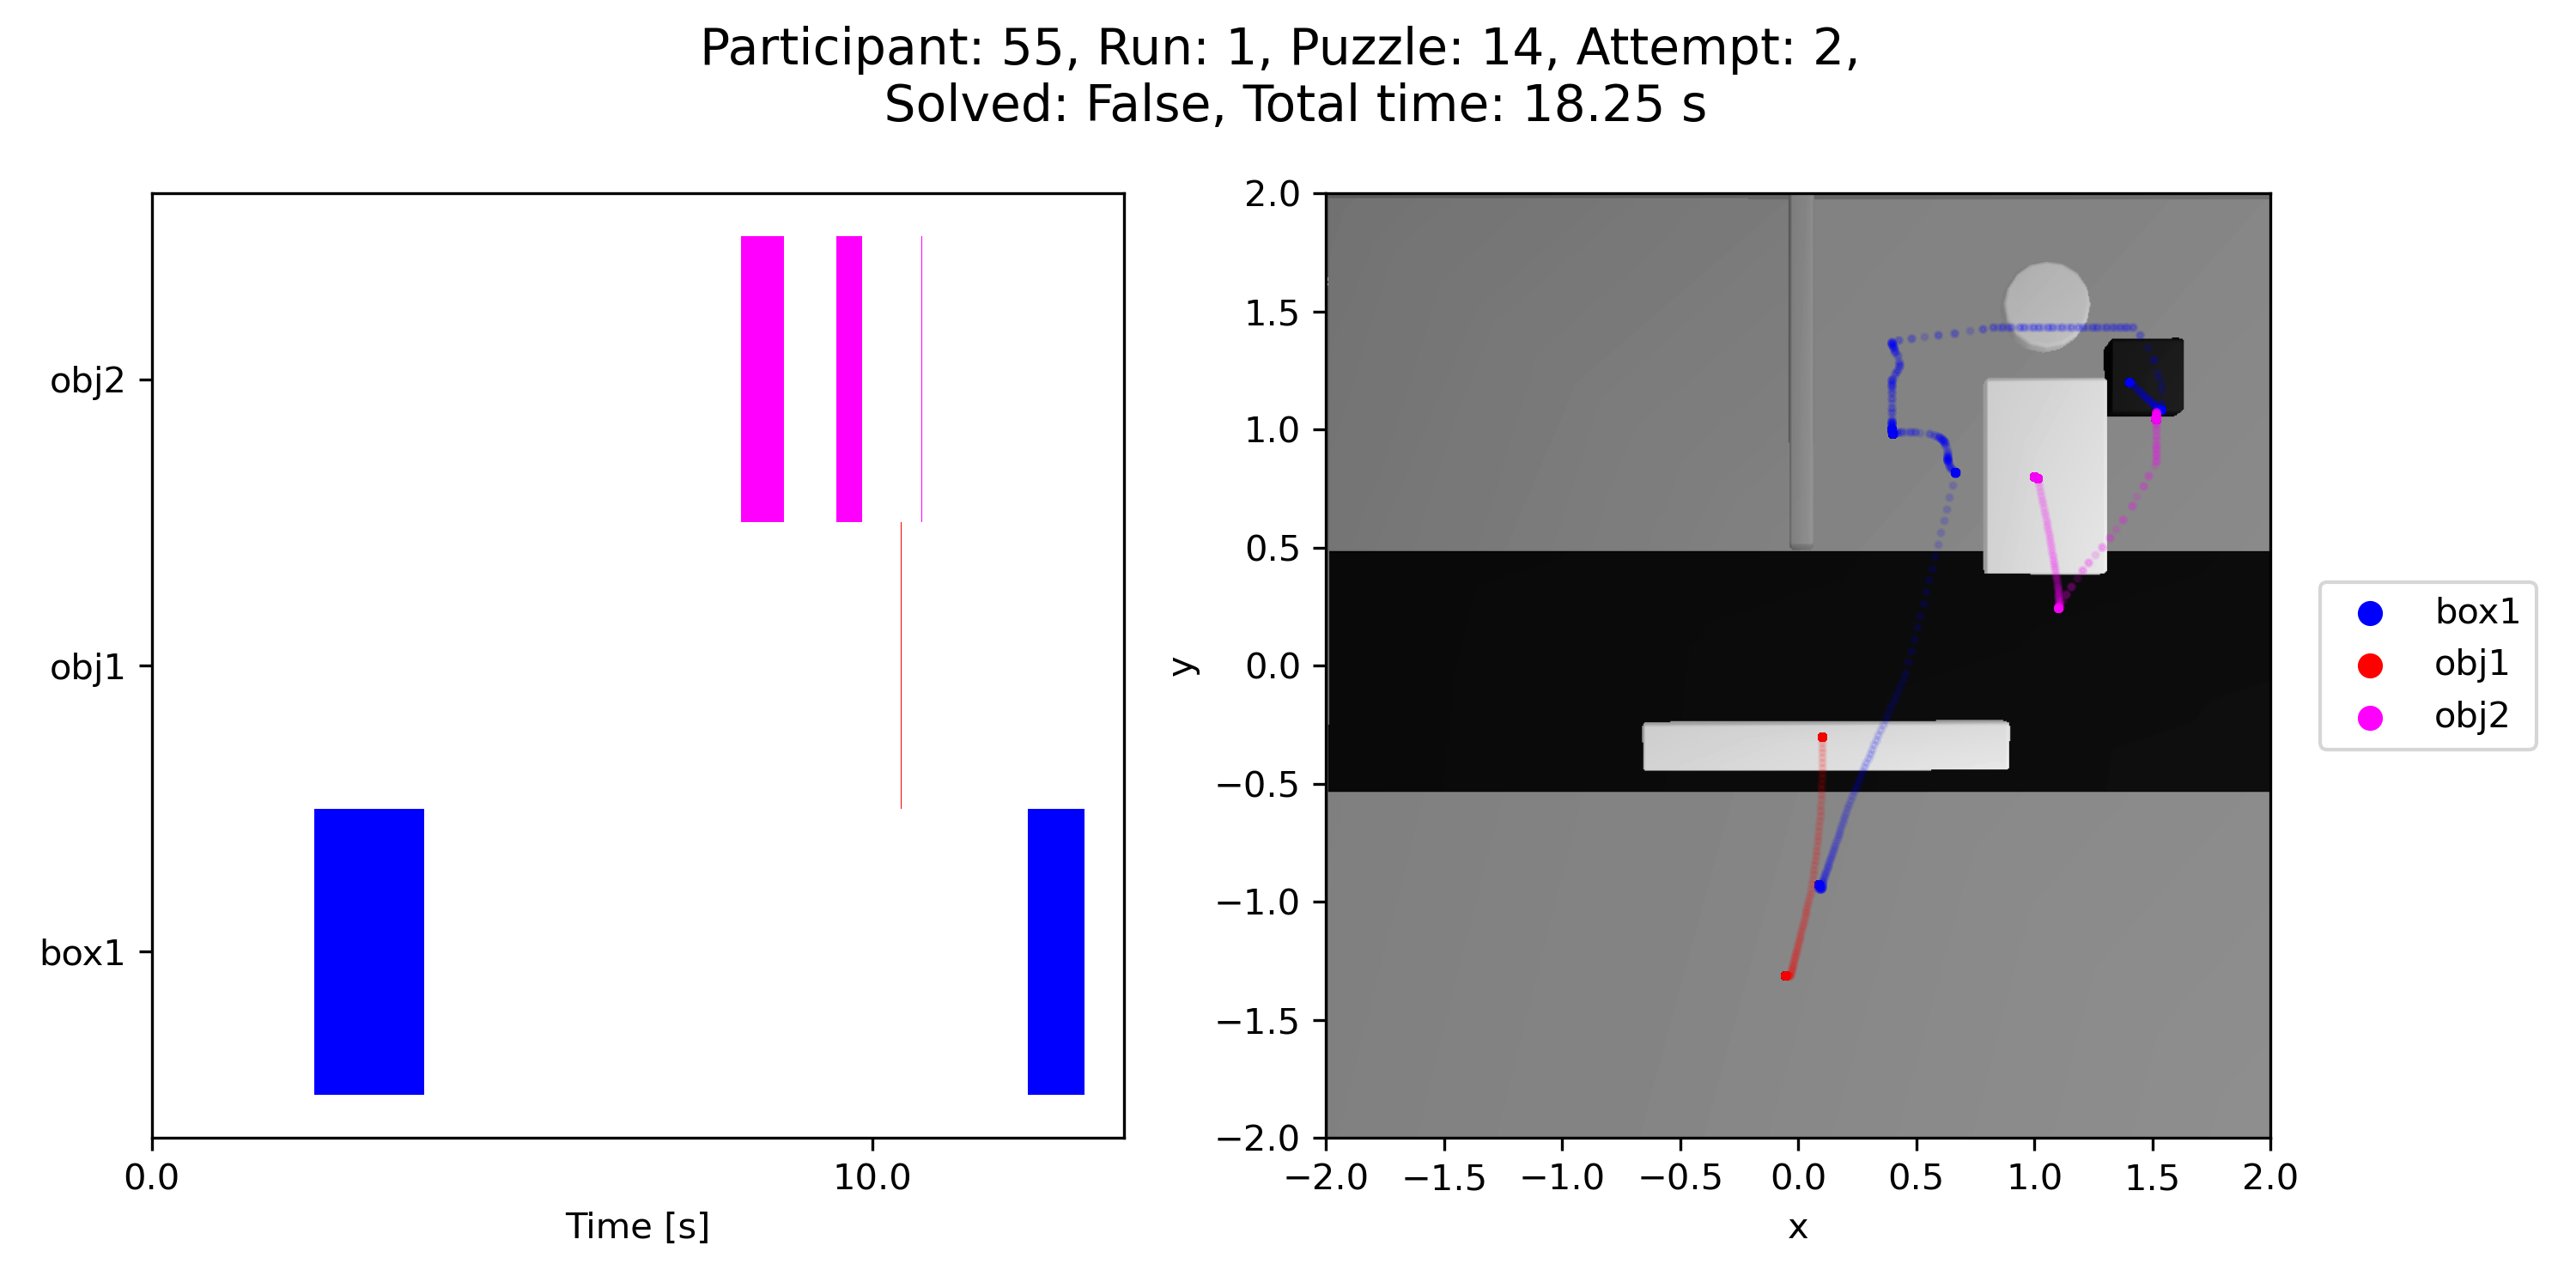 Participant: 55, Run: 1, Puzzle: 14, Attempt: 2,
Solved: False, Total time: 18.25 s
obj2
obj1
box1
0.0
10.0
Time [s]
2.0
1.5
1.0
0.5
0.0
−0.5
−1.0
−1.5
−2.0
y
−2.0
−1.5
−1.0
−0.5
0.0
0.5
1.0
1.5
2.0
x
box1
obj1
obj2